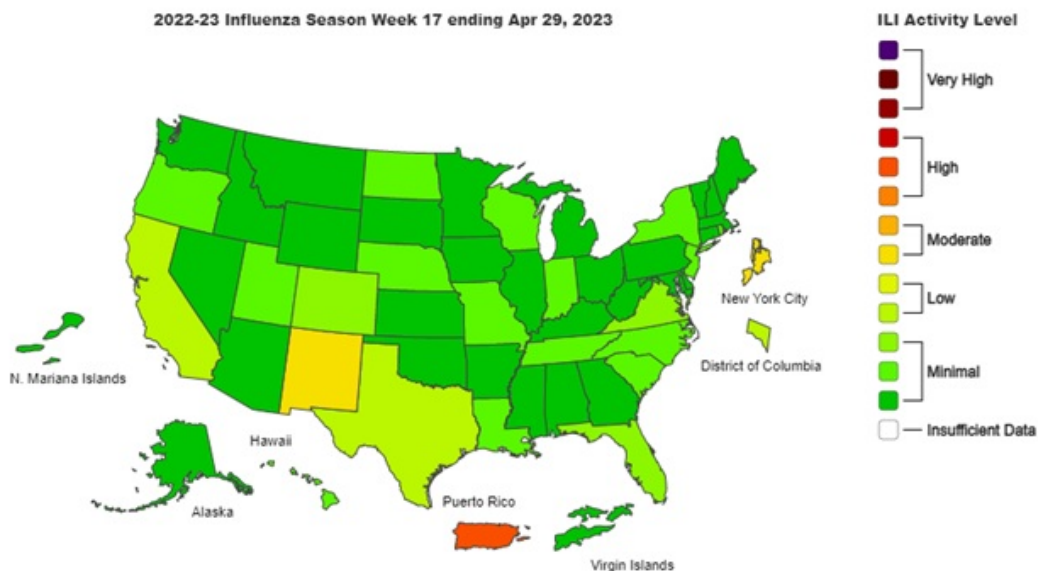 2022-23 Influenza Season Week 17 ending Apr 29, 2023
ILI Activity Level
Very High
High
Moderate
Low
Minimal
Insufficient Data
New York City
District of Columbia
N. Mariana Islands
Hawaii
Alaska
Puerto Rico
Virgin Islands